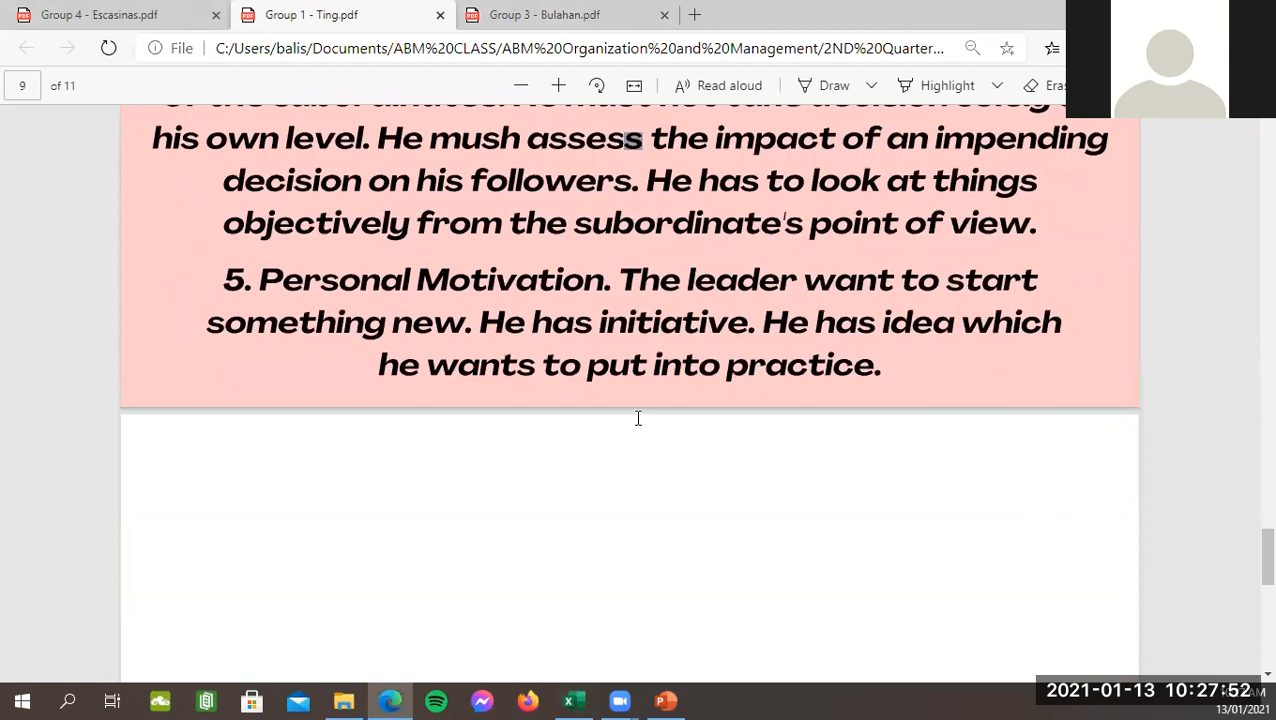 Group 4 - Escasinas.pdf
Group 1 - Ting.pdf
Group 3 - Bulahan.pdf
File
C:/Users/balis/Documents/ABM%20CLASS/ABM%20Organization%20and%20Management/2ND%20Quarter...
9 of 11
Read aloud
Draw
Highlight
his own level. He mush assess the impact of an impending
decision on his followers. He has to look at things
objectively from the subordinate's point of view.
5. Personal Motivation. The leader want to start
something new. He has initiative. He has idea which
he wants to put into practice.
2021-01-13 10:27:52
13/01/2021